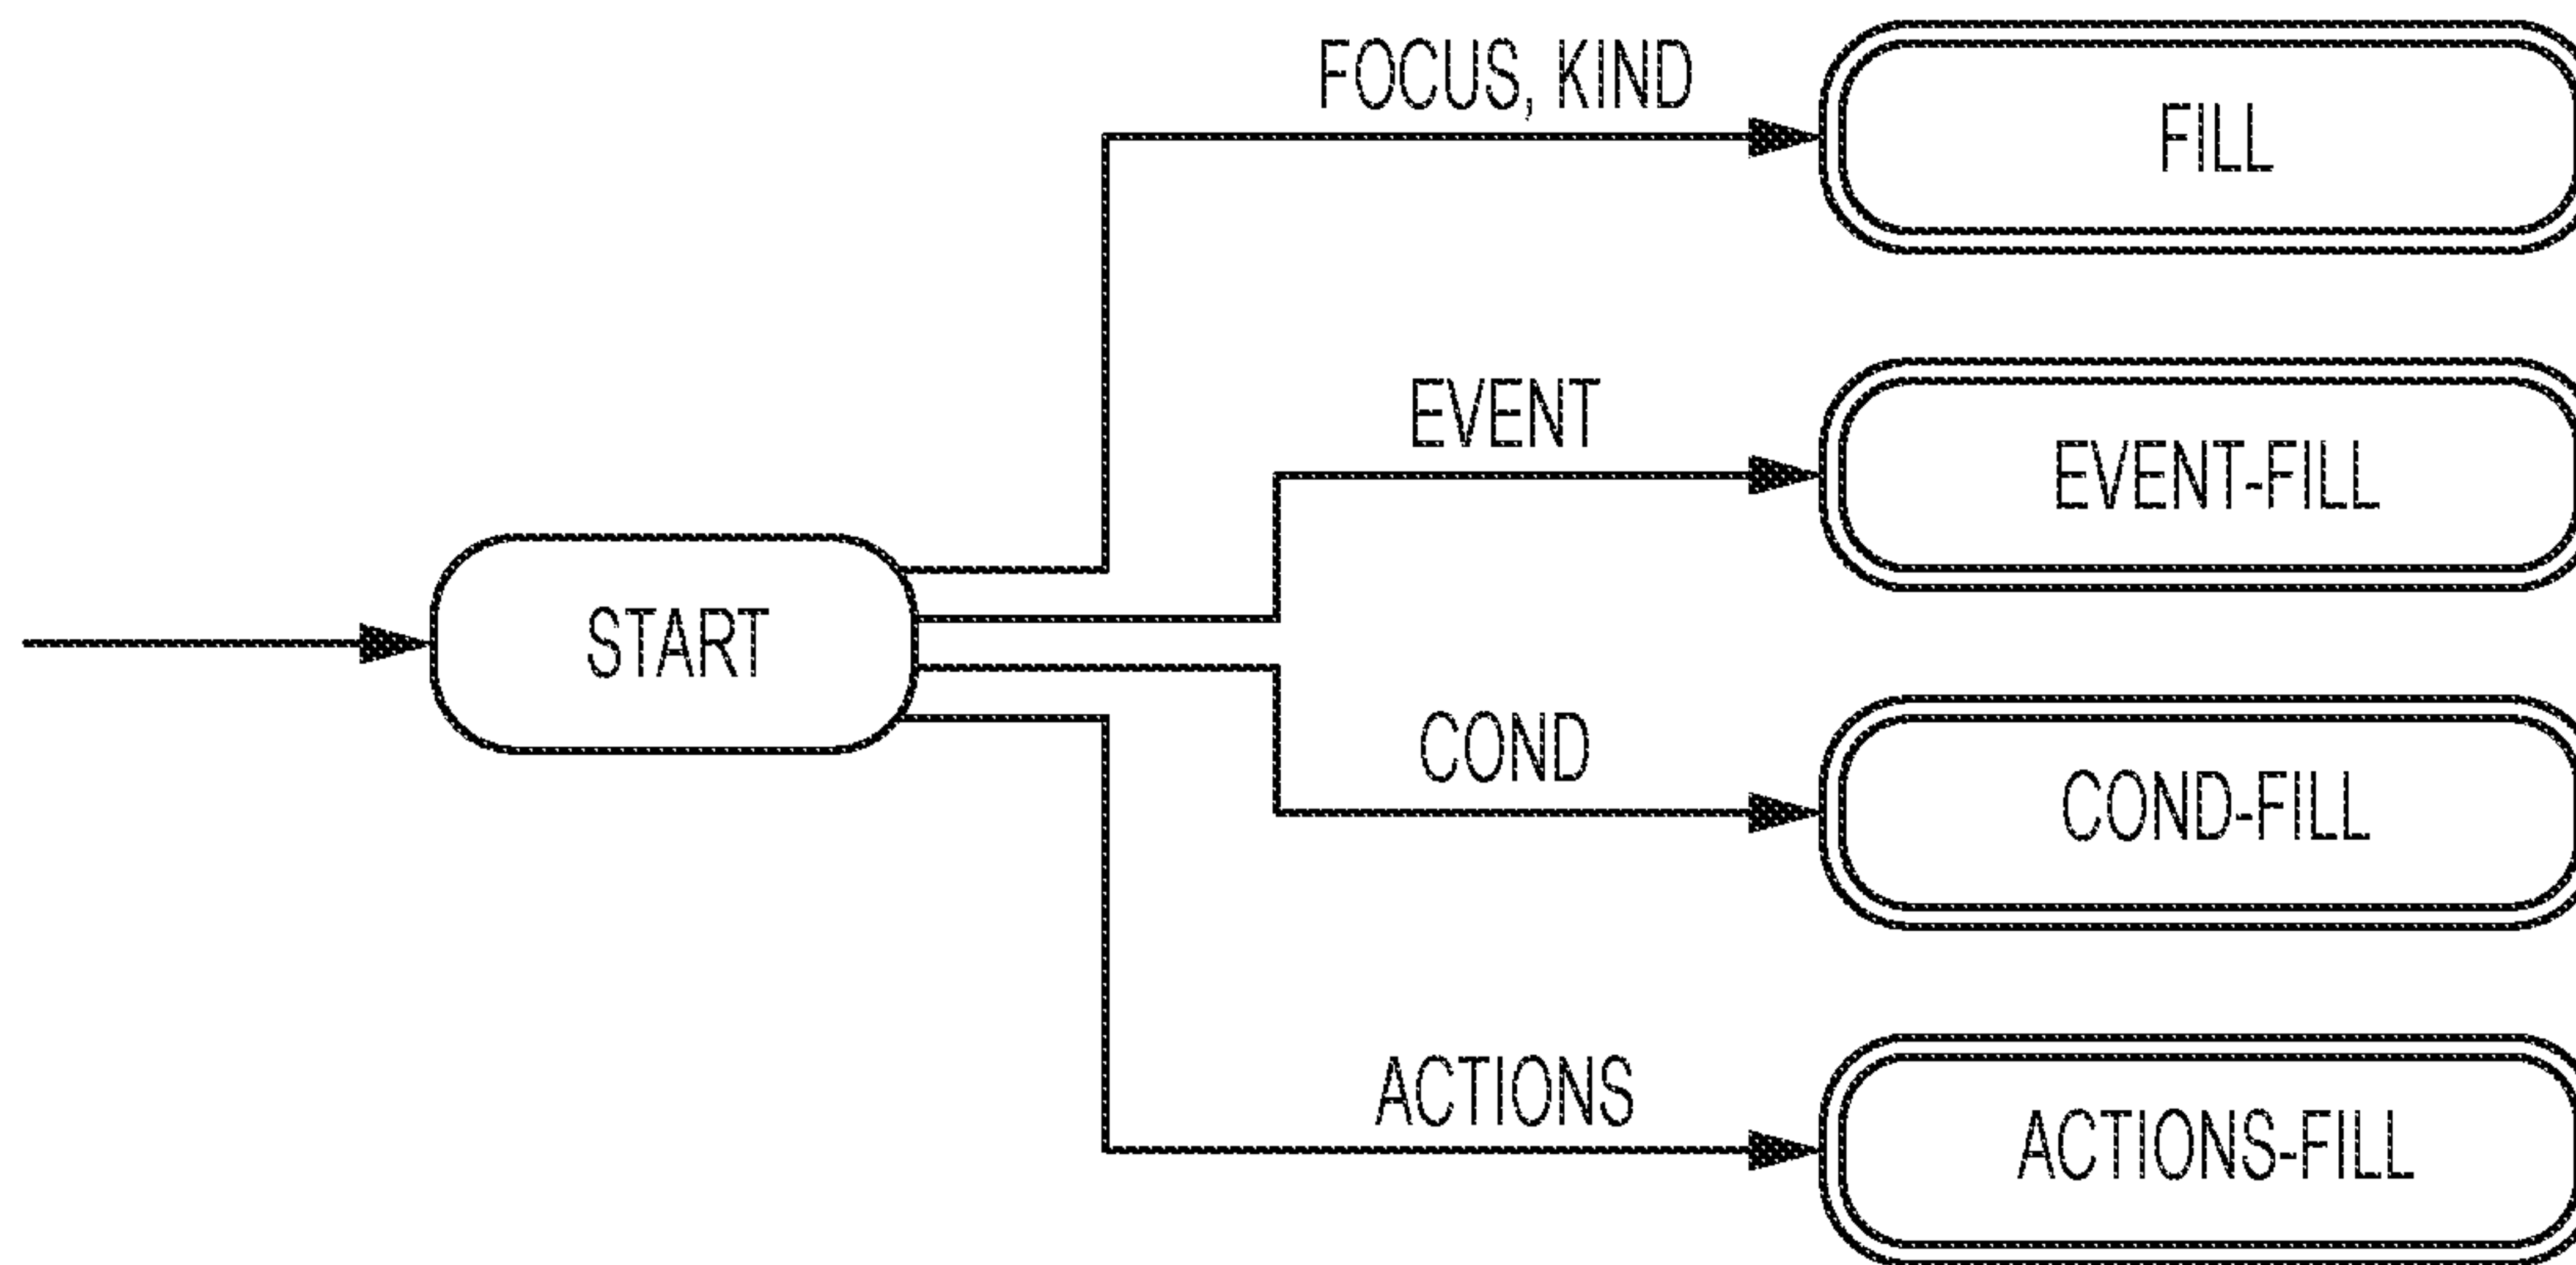 FOCUS, KIND
FILL
EVENT
EVENT-FILL
START
COND
COND-FILL
ACTIONS
ACTIONS-FILL